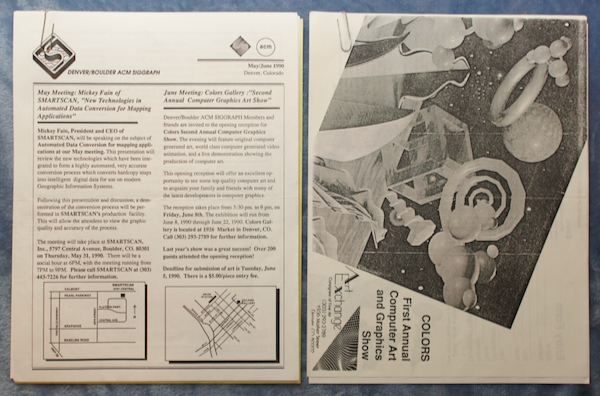 DENVER/BOULDER ACM SIGGRAPH
acm
May/June 1990
Denver, Colorado
May Meeting: Mickey Fain of
SMARTSCAN, "New Technologies in
Automated Data Conversion for Mapping
Applications"
Mickey Fain, President and CEO of
SMARTSCAN, will be speaking on the subject of
Automated Data Conversion for mapping appli-
cations at our May meeting. This presentation will
review the new technologies which have been inte-
grated to form a highly automated, very accurate
conversion process which converts hardcopy maps
into intelligent digital data for use on modern
Geographic Information Systems.
Following this presentation and discussion, a dem-
onstration of the conversion process will be per-
formed in SMARTSCAN's production facility.
This will allow the attendees to view the graphic
quality and accuracy of the process.
The meeting will take place at SMARTSCAN,
Inc., 5797 Central Avenue, Boulder, CO. 80301
on Thursday, May 31, 1990. There will be a
social hour at 6PM, with the meeting running from
7PM to 9PM. Please call SMARTSCAN at (303)
443-7226 for further information.
VALMONT
PEARL PARKWAY
ARAPAHOE
BASELINE ROAD
June Meeting: Colors Gallery :"Second
Annual Computer Graphics Art Show"
Denver/Boulder ACM SIGGRAPH Members and
friends are invited to the opening reception for
Colors Second Annual Computer Graphics
Show. The evening will feature original computer
generated art, world class computer generated video
animation, and a live demonstration showing the
production of computer art.
This opening reception will offer an excellent op-
portunity to see some top quality computer art and
to acquaint your family and friends with many of
the latest developments in computer graphics.
The reception takes place from 7:30 pm. to 9 pm. on
Friday, June 8th. The exhibition will run from
June 8, 1990 through June 22, 1990. Colors Gal-
lery is located at 1936 Market in Denver, CO.
Call (303) 293-2789 for further information.
Last year's show was a great success! Over 200
guests attended the opening reception!
Deadline for submission of art is Tuesday, June
5, 1990. There is a $5.00/piece entry fee.
COLORS
First Annual
Computer Art
and Graphics
Show
Art
Exchange